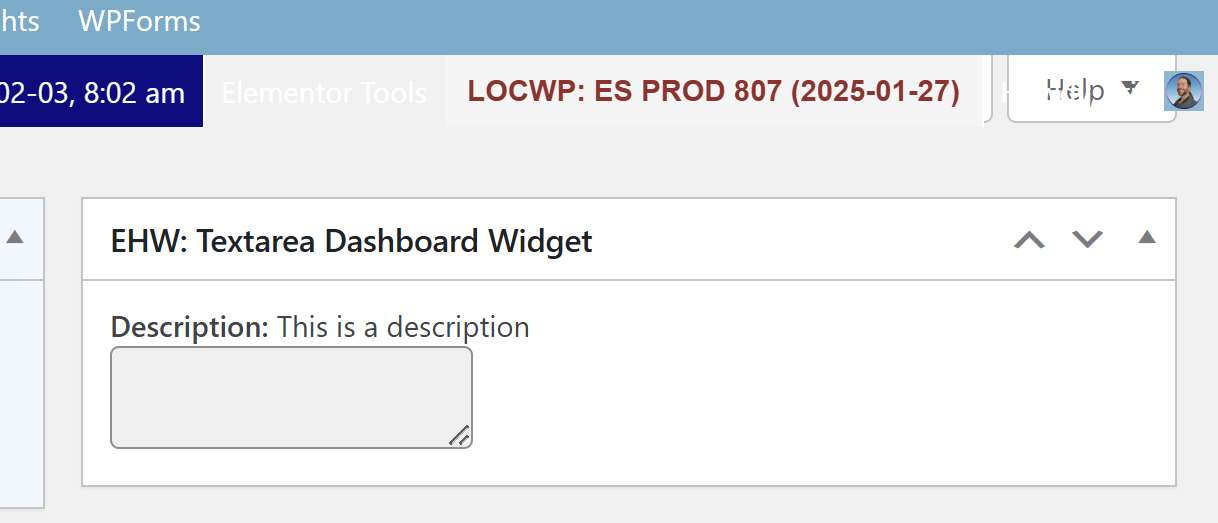 hts WPForms
02-03, 8:02 am Elementor Tools LOCWP: ES PROD 807 (2025-01-27) Help
EHW: Textarea Dashboard Widget
Description: This is a description